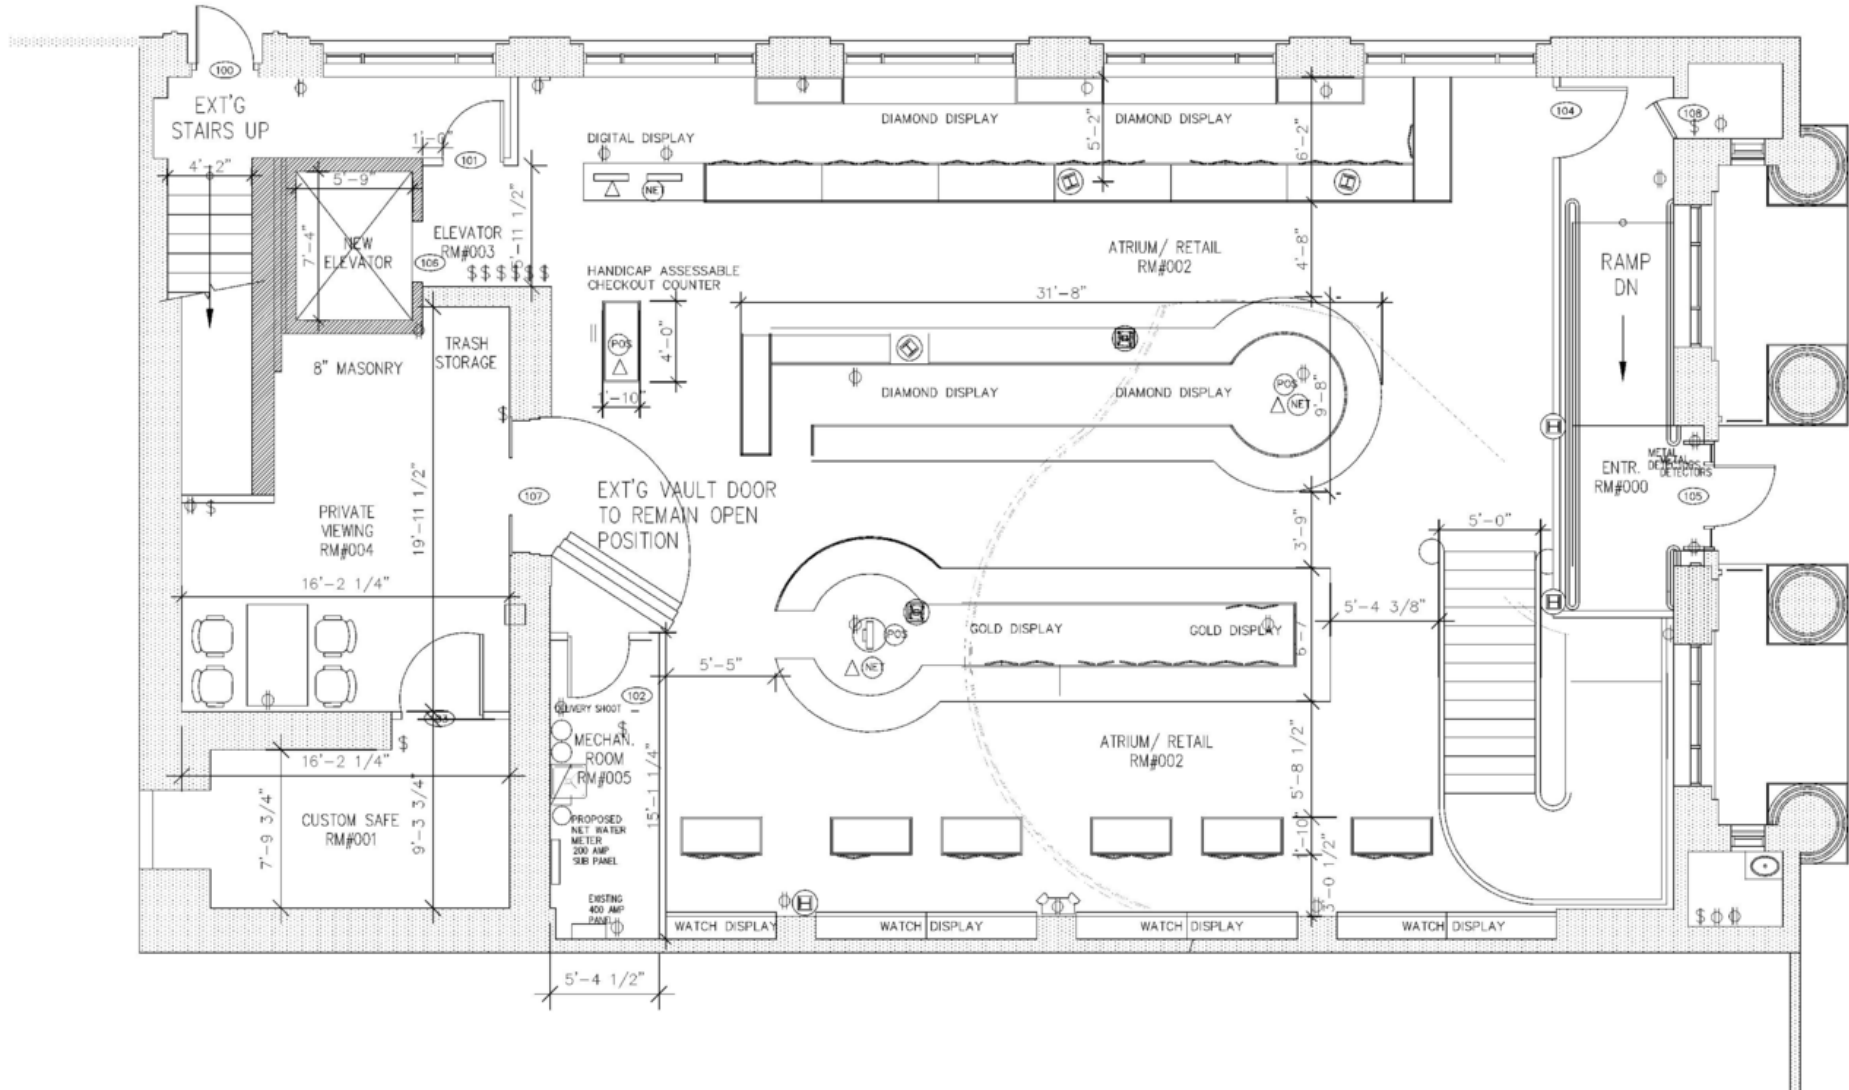 100
EXT'G
STAIRS UP
4'-2"
1'-0"
101
5'-9"
7'-4"
NEW
ELEVATOR
ELEVATOR
RM#003
106
$$$$$$
5'-11 1/2"
DIGITAL DISPLAY
NET
DIAMOND DISPLAY
DIAMOND DISPLAY
5'-2"
6'-2"
104
108
$
ATRIUM/ RETAIL
RM#002
4'-8"
RAMP
DN
HANDICAP ASSESSABLE
CHECKOUT COUNTER
POS
4'-0"
1'-10"
31'-8"
TRASH
STORAGE
8" MASONRY
$
DIAMOND DISPLAY
DIAMOND DISPLAY
POS
NET
9'-8"
METAL
DETECTORS
METAL
DETECTORS
ENTR.
RM#000
105
107
EXT'G VAULT DOOR
TO REMAIN OPEN
POSITION
$
PRIVATE
VIEWING
RM#004
19'-11 1/2"
16'-2 1/4"
3'-9"
5'-0"
5'-4 3/8"
GOLD DISPLAY
GOLD DISPLAY
POS
NET
5'-5"
102
$
MECHAN.
ROOM
RM#005
15'-1 1/4"
$
16'-2 1/4"
ATRIUM/ RETAIL
RM#002
5'-8 1/2"
CUSTOM SAFE
RM#001
7'-9 3/4"
9'-3 3/4"
PROPOSED
NET WATER
METER
200 AMP
SUB PANEL
1'-10"
3'-0 1/2"
EXISTING
400 AMP
PANEL
WATCH DISPLAY
WATCH DISPLAY
WATCH DISPLAY
WATCH DISPLAY
$
5'-4 1/2"